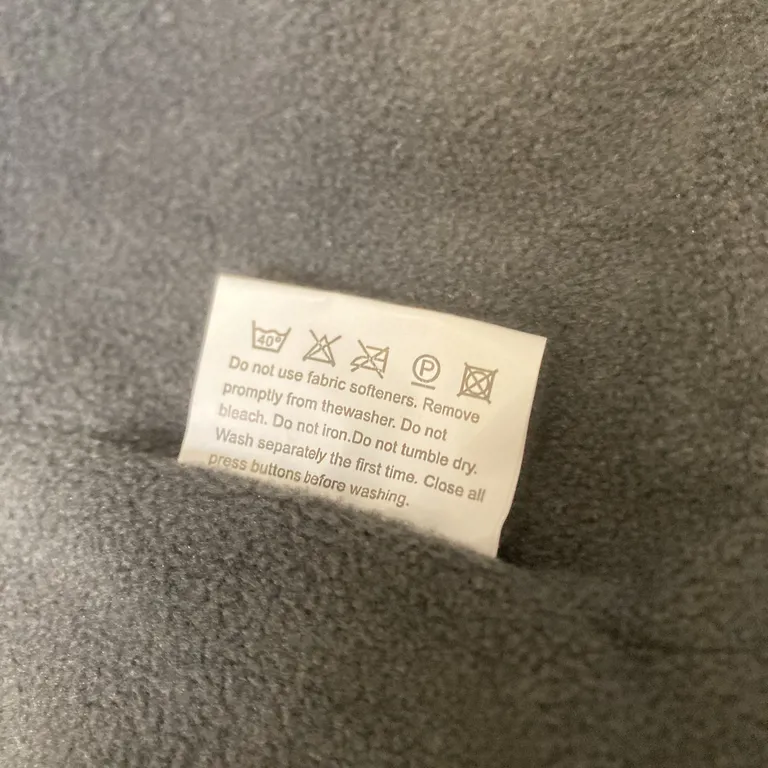 40° P
Do not use fabric softeners. Remove
promptly from thewasher. Do not
bleach. Do not iron.Do not tumble dry.
Wash separately the first time. Close all
press buttons before washing.